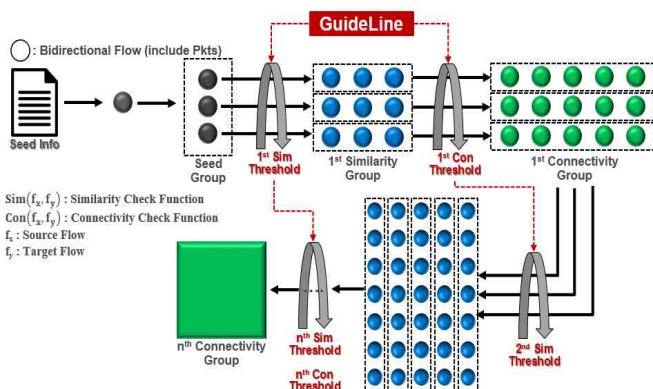 GuideLine
: Bidirectional Flow (include Pkts)
Seed Info
Seed
Group
1st Sim
Threshold
1st Similarity
Group
1st Con
Threshold
1st Connectivity
Group
Sim(fx, fy) : Similarity Check Function
Con(fx, fy) : Connectivity Check Function
fx : Source Flow
fy : Target Flow
nth Connectivity
Group
....
nth Sim
Threshold
nth Con
Threshold
2nd Sim
Threshold